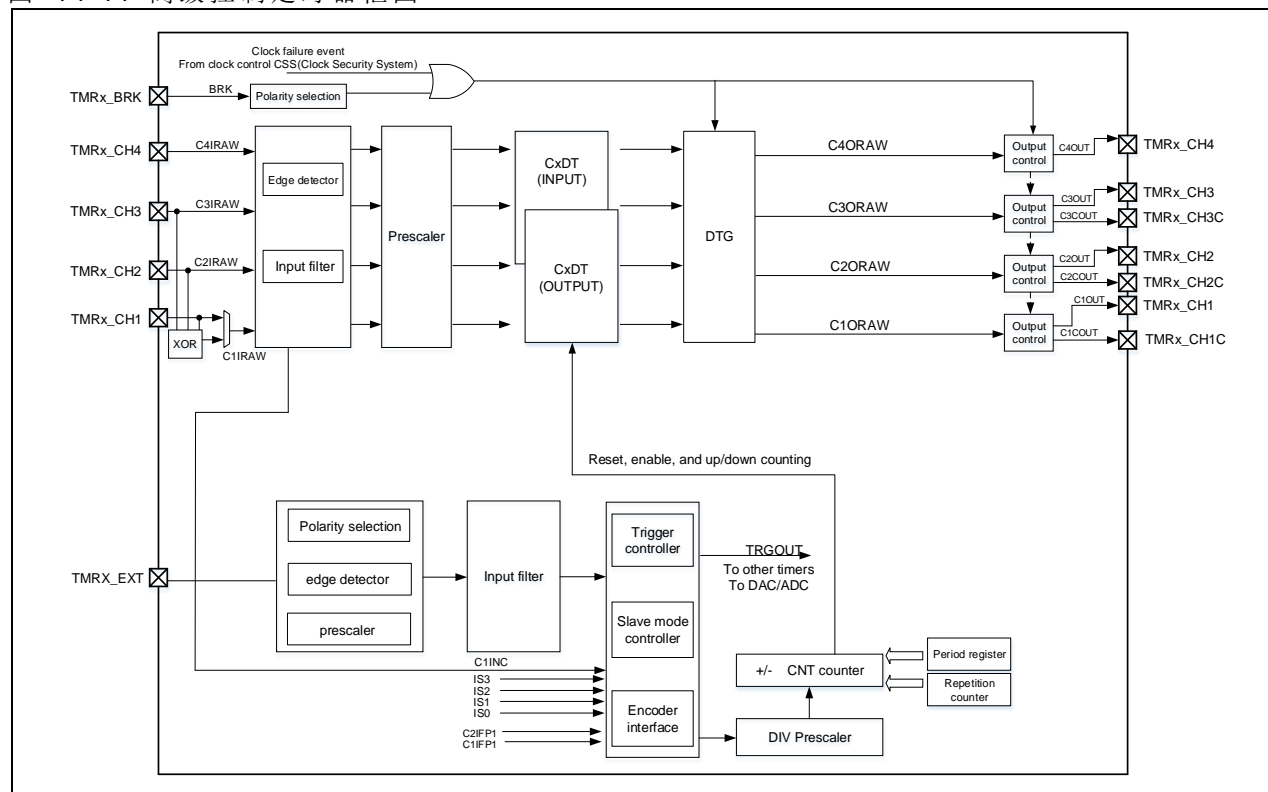 Clock failure event
From clock control CSS(Clock Security System)
TMRx_BRK
BRK
Polarity selection
TMRx_CH4
C4IRAW
TMRx_CH3
C3IRAW
TMRx_CH2
C2IRAW
TMRx_CH1
XOR
C1IRAW
Edge detector
Input filter
Prescaler
CxDT
(INPUT)
CxDT
(OUTPUT)
DTG
C4ORAW
C3ORAW
C2ORAW
C1ORAW
Output
control
C4OUT
TMRx_CH4
Output
control
C3OUT
C3COUT
TMRx_CH3
TMRx_CH3C
Output
control
C2OUT
C2COUT
TMRx_CH2
TMRx_CH2C
Output
control
C1OUT
C1COUT
TMRx_CH1
TMRx_CH1C
Reset, enable, and up/down counting
TMRX_EXT
Polarity selection
edge detector
prescaler
Input filter
Trigger
controller
Slave mode
controller
Encoder
interface
TRGOUT
To other timers
To DAC/ADC
C1INC
IS3
IS2
IS1
IS0
C2IFP1
C1IFP1
+/- CNT counter
Period register
Repetition
counter
DIV Prescaler